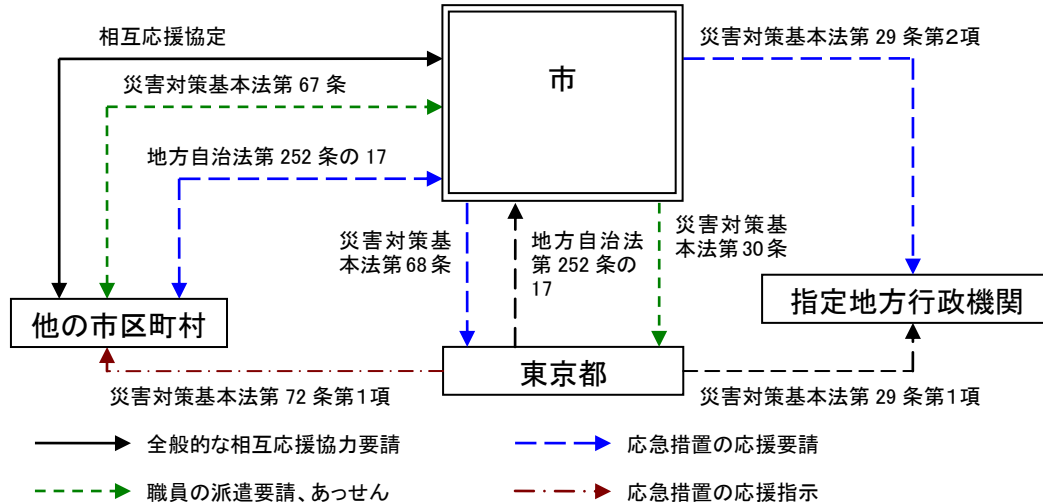 相互応援協定
災害対策基本法第 67 条
地方自治法第 252 条の 17
市
災害対策基本法第 29 条第2項
災害対策基
本法第 68 条
地方自治法
第 252 条の
17
災害対策基
本法第 30 条
他の市区町村
指定地方行政機関
東京都
災害対策基本法第 72 条第1項
災害対策基本法第 29 条第1項
全般的な相互応援協力要請
応急措置の応援要請
職員の派遣要請、あっせん
応急措置の応援指示